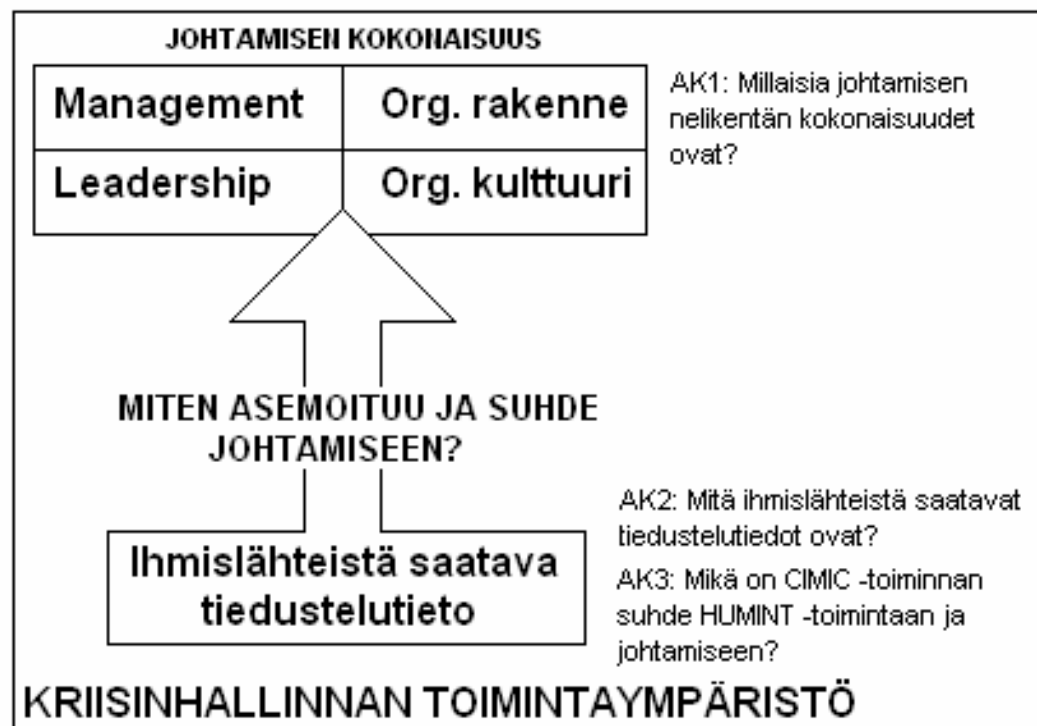 JOHTAMISEN KOKONAISUUS
Management
Org. rakenne
Leadership
Org. kulttuuri
AK1: Millaisia johtamisen
nelikentän kokonaisuudet
ovat?
MITEN ASEMOITUU JA SUHDE
JOHTAMISEEN?
Ihmislähteistä saatava
tiedustelutieto
AK2: Mitä ihmislähteistä saatavat
tiedustelutiedot ovat?
AK3: Mikä on CIMIC -toiminnan
suhde HUMINT -toimintaan ja
johtamiseen?
KRIISINHALLINNAN TOIMINTAYMPÄRISTÖ